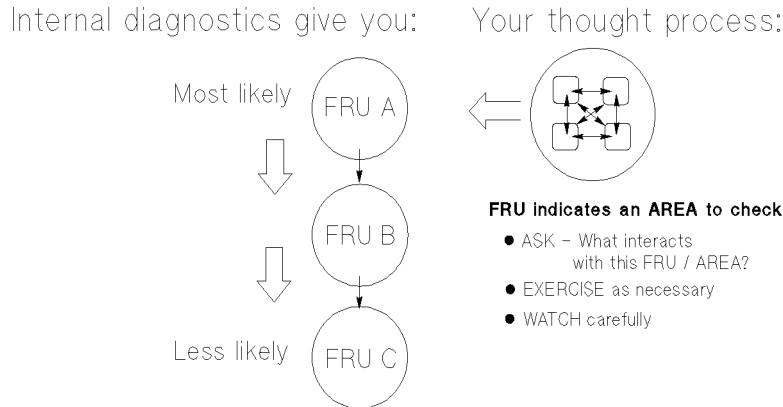 Internal diagnostics give you:
Most likely
FRU A
FRU B
Less likely
FRU C
Your thought process:
FRU indicates an AREA to check
● ASK - What interacts
with this FRU / AREA?
● EXERCISE as necessary
● WATCH carefully